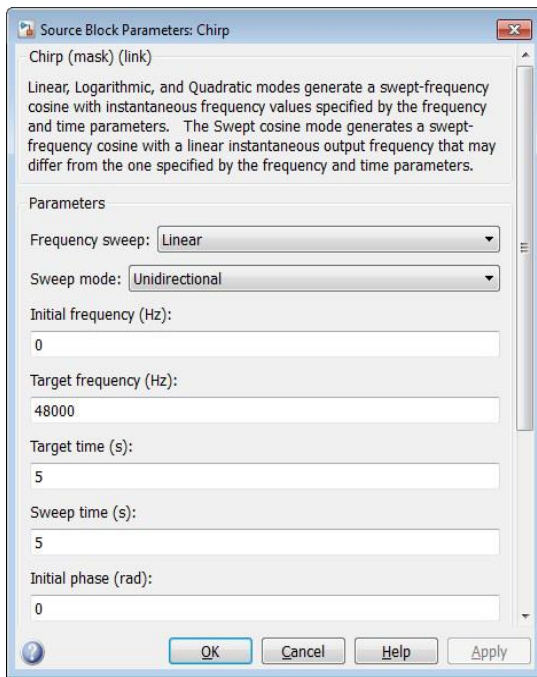 Source Block Parameters: Chirp
Chirp (mask) (link)
Linear, Logarithmic, and Quadratic modes generate a swept-frequency
cosine with instantaneous frequency values specified by the frequency
and time parameters. The Swept cosine mode generates a swept-
frequency cosine with a linear instantaneous output frequency that may
differ from the one specified by the frequency and time parameters.
Parameters
Frequency sweep: Linear
Sweep mode: Unidirectional
Initial frequency (Hz):
0
Target frequency (Hz):
48000
Target time (s):
5
Sweep time (s):
5
Initial phase (rad):
0
? OK Cancel Help Apply